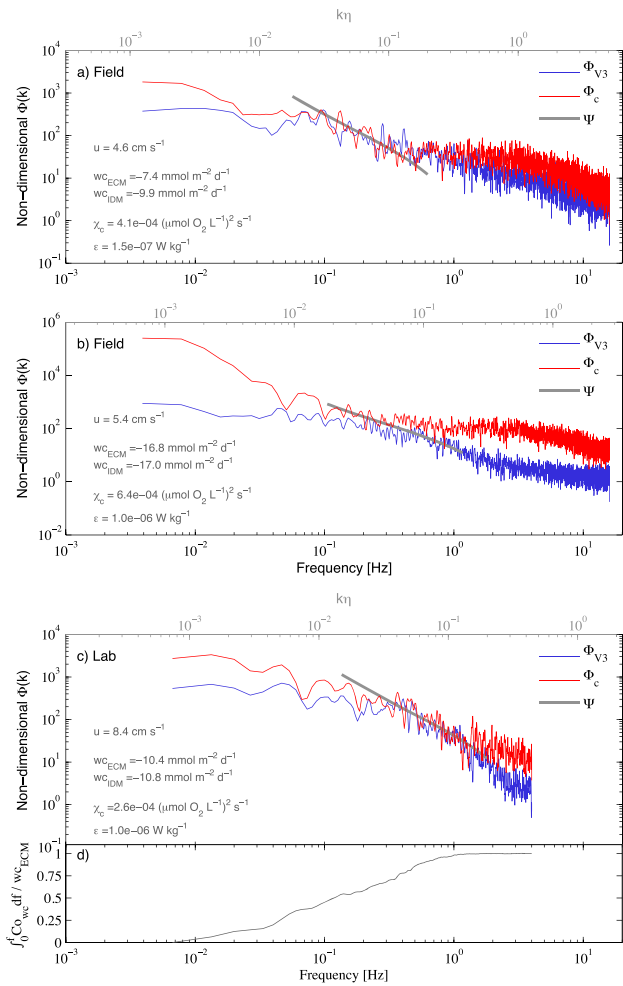 kη
10⁻³ 10⁻² 10⁻¹ 10⁰
a) Field
Φ_V3
Φ_c
Ψ
u = 4.6 cm s⁻¹
wc_ECM=−7.4 mmol m⁻² d⁻¹
wc_IDM=−9.9 mmol m⁻² d⁻¹
χ_c = 4.1e−04 (μmol O₂ L⁻¹)² s⁻¹
ε = 1.5e−07 W kg⁻¹
Non−dimensional Φ(k)
10⁴
10³
10²
10¹
10⁰
10⁻¹
10⁻³ 10⁻² 10⁻¹ 10⁰ 10¹
10⁻³ 10⁻² 10⁻¹ 10⁰
b) Field
Φ_V3
Φ_c
Ψ
u = 5.4 cm s⁻¹
wc_ECM=−16.8 mmol m⁻² d⁻¹
wc_IDM=−17.0 mmol m⁻² d⁻¹
χ_c = 6.4e−04 (μmol O₂ L⁻¹)² s⁻¹
ε = 1.0e−06 W kg⁻¹
Non−dimensional Φ(k)
10⁶
10⁴
10²
10⁰
10⁻²
10⁻³ 10⁻² 10⁻¹ 10⁰ 10¹
Frequency [Hz]
kη
10⁻³ 10⁻² 10⁻¹ 10⁰
c) Lab
Φ_V3
Φ_c
Ψ
u = 8.4 cm s⁻¹
wc_ECM=−10.4 mmol m⁻² d⁻¹
wc_IDM=−10.8 mmol m⁻² d⁻¹
χ_c =2.6e−04 (μmol O₂ L⁻¹)² s⁻¹
ε =1.0e−06 W kg⁻¹
Non−dimensional Φ(k)
10⁴
10³
10²
10¹
10⁰
10⁻¹
d)
∫₀ᶠCo_wc df / wc_ECM
1
0.75
0.5
0.25
0
10⁻³ 10⁻² 10⁻¹ 10⁰ 10¹
Frequency [Hz]